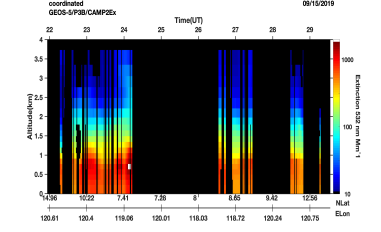 coordinated 09/15/2019
GEOS-5/P3B/CAMP2Ex
Time(UT)
22 23 24 25 26 27 28 29
4
3.5
3
2.5
2
1.5
1
0.5
0
Altitude(km)
1000
100
10
Extinction 532 nm Mm-1
14.96 10.22 7.41 7.28 8 8.65 9.42 12.56 NLat
120.61 120.4 119.06 120.01 118.03 118.72 120.24 120.75 ELon